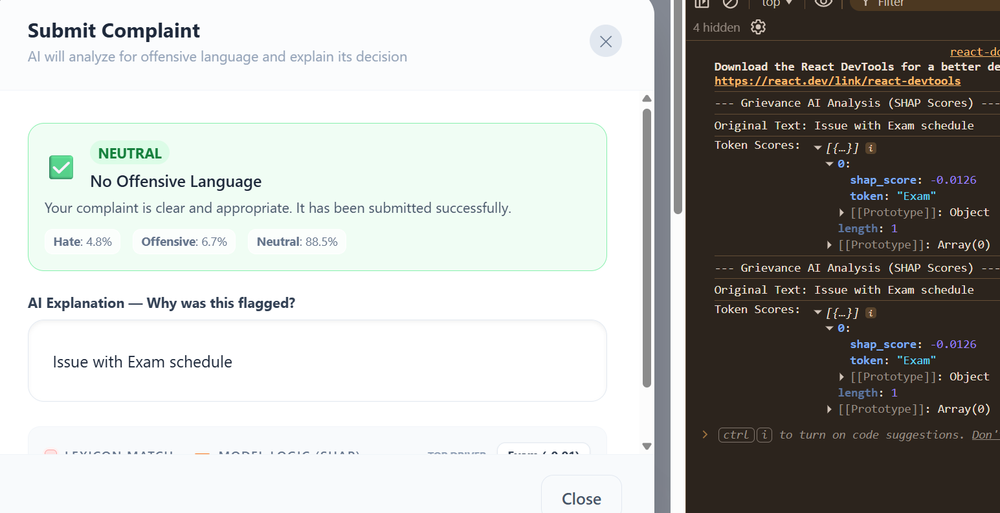 Submit Complaint
AI will analyze for offensive language and explain its decision
NEUTRAL
No Offensive Language
Your complaint is clear and appropriate. It has been submitted successfully.
Hate: 4.8% Offensive: 6.7% Neutral: 88.5%
AI Explanation — Why was this flagged?
Issue with Exam schedule
LEXICON MATCH MODEL LOGIC (SHAP) TOP DRIVER Exam (-0.01)
Close
top Filter
4 hidden
react-do
Download the React DevTools for a better de
https://react.dev/link/react-devtools
--- Grievance AI Analysis (SHAP Scores) ---
Original Text: Issue with Exam schedule
Token Scores: [{…}] i
0:
shap_score: -0.0126
token: "Exam"
[[Prototype]]: Object
length: 1
[[Prototype]]: Array(0)
--- Grievance AI Analysis (SHAP Scores) ---
Original Text: Issue with Exam schedule
Token Scores: [{…}] i
0:
shap_score: -0.0126
token: "Exam"
[[Prototype]]: Object
length: 1
[[Prototype]]: Array(0)
ctrl i to turn on code suggestions. Don'